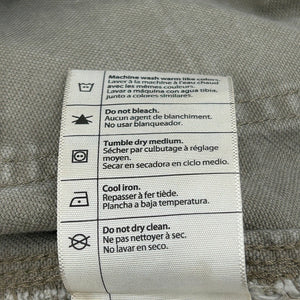 Machine wash warm like colors.
Laver à la machine à l'eau chaud
avec les mêmes couleurs.
Lavar a máquina con agua tibia,
junto a colores similares.
Do not bleach.
Aucun agent de blanchiment.
No usar blanqueador.
Tumble dry medium.
Sécher par culbutage à réglage
moyen.
Secar en secadora en ciclo medio.
Cool iron.
Repasser à fer tiède.
Plancha a baja temperatura.
Do not dry clean.
Ne pas nettoyer à sec.
No lavar en seco.